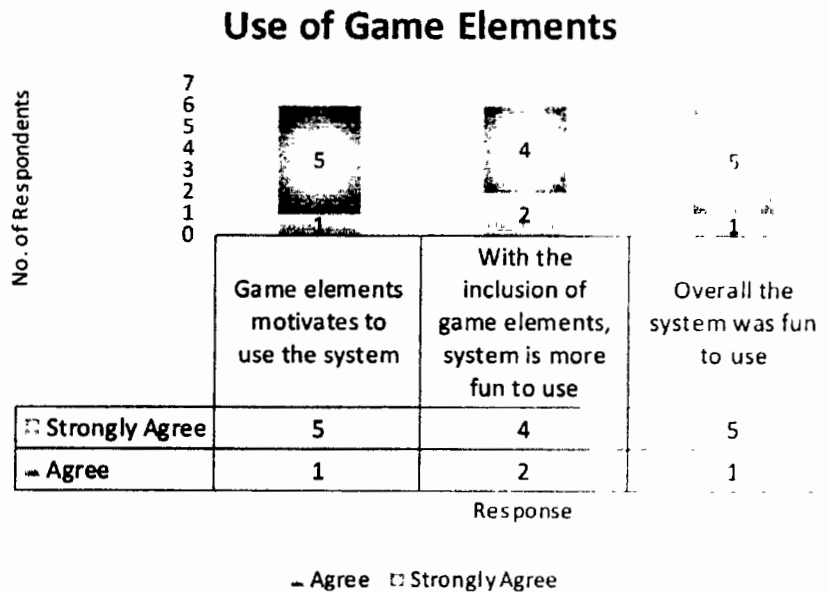 Use of Game Elements
No. of Respondents
7
6
5
4
3
2
1
0
5
1
4
2
5
1
Game elements
motivates to
use the system
With the
inclusion of
game elements,
system is more
fun to use
Overall the
system was fun
to use
Strongly Agree 5 4 5
Agree 1 2 1
Response
Agree Strongly Agree